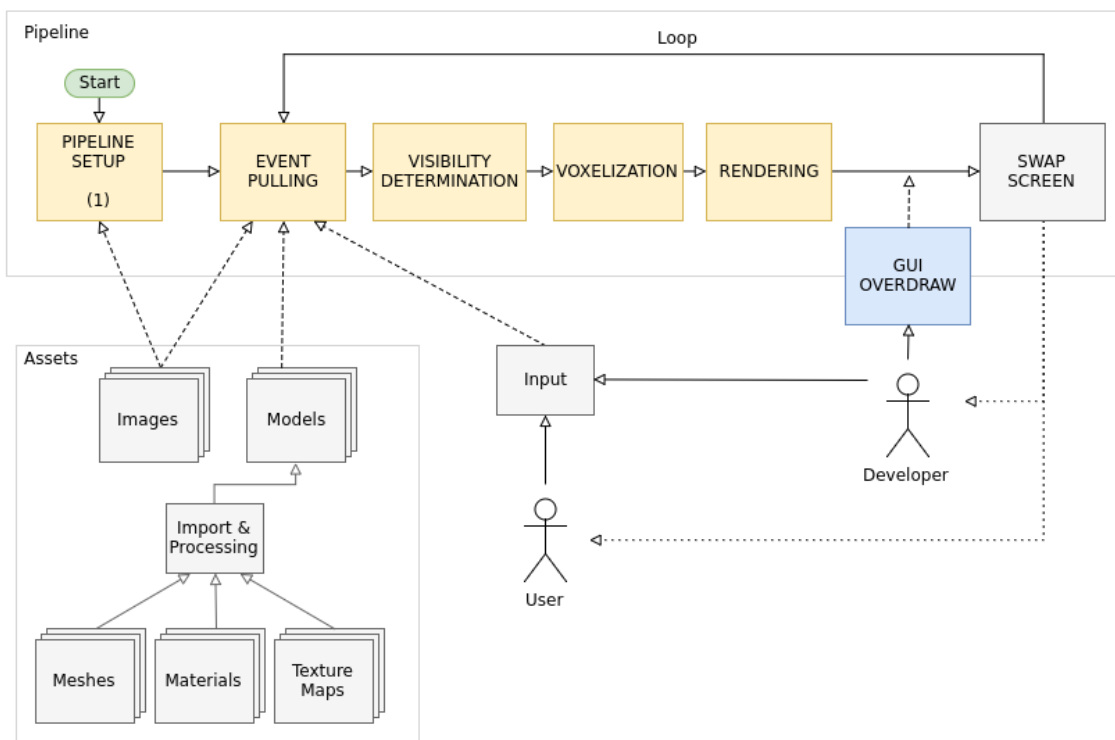 Pipeline
Loop
Start
PIPELINE
SETUP
(1)
EVENT
PULLING
VISIBILITY
DETERMINATION
VOXELIZATION
RENDERING
SWAP
SCREEN
GUI
OVERDRAW
Assets
Images
Models
Input
Developer
Import &
Processing
User
Meshes
Materials
Texture
Maps